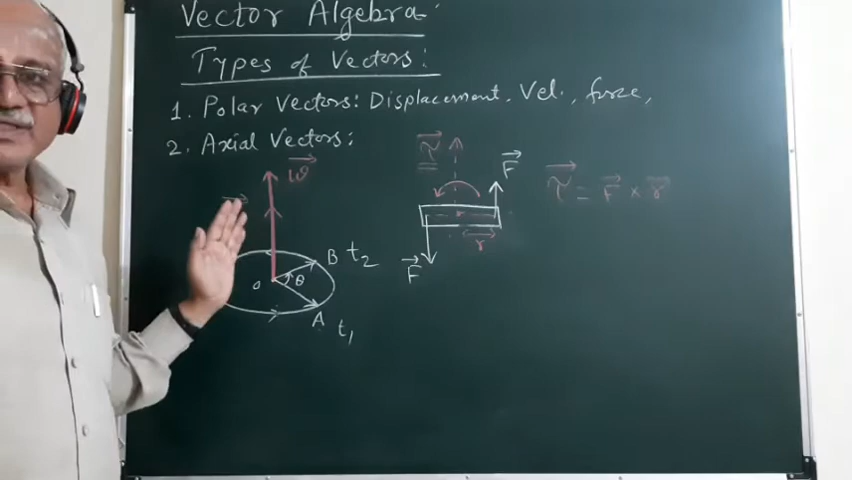 Vector Algebra:
Types of Vectors:
1. Polar Vectors: Displacement, Vel., force,
2. Axial Vectors:
ω⃗
τ⃗
F⃗
τ⃗ = F⃗ × r⃗
B t₂
θ
O
r⃗
F⃗
A t₁